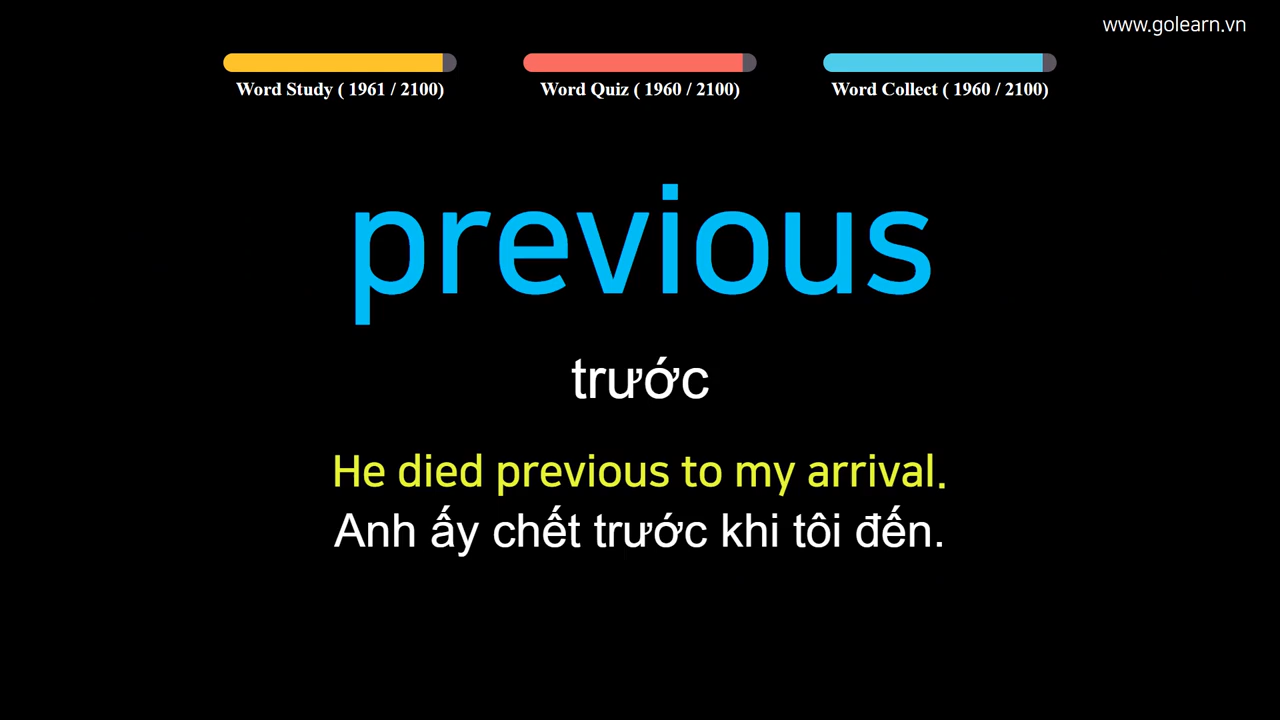 www.golearn.vn
Word Study ( 1961 / 2100)
Word Quiz ( 1960 / 2100)
Word Collect ( 1960 / 2100)
previous
trước
He died previous to my arrival.
Anh ấy chết trước khi tôi đến.